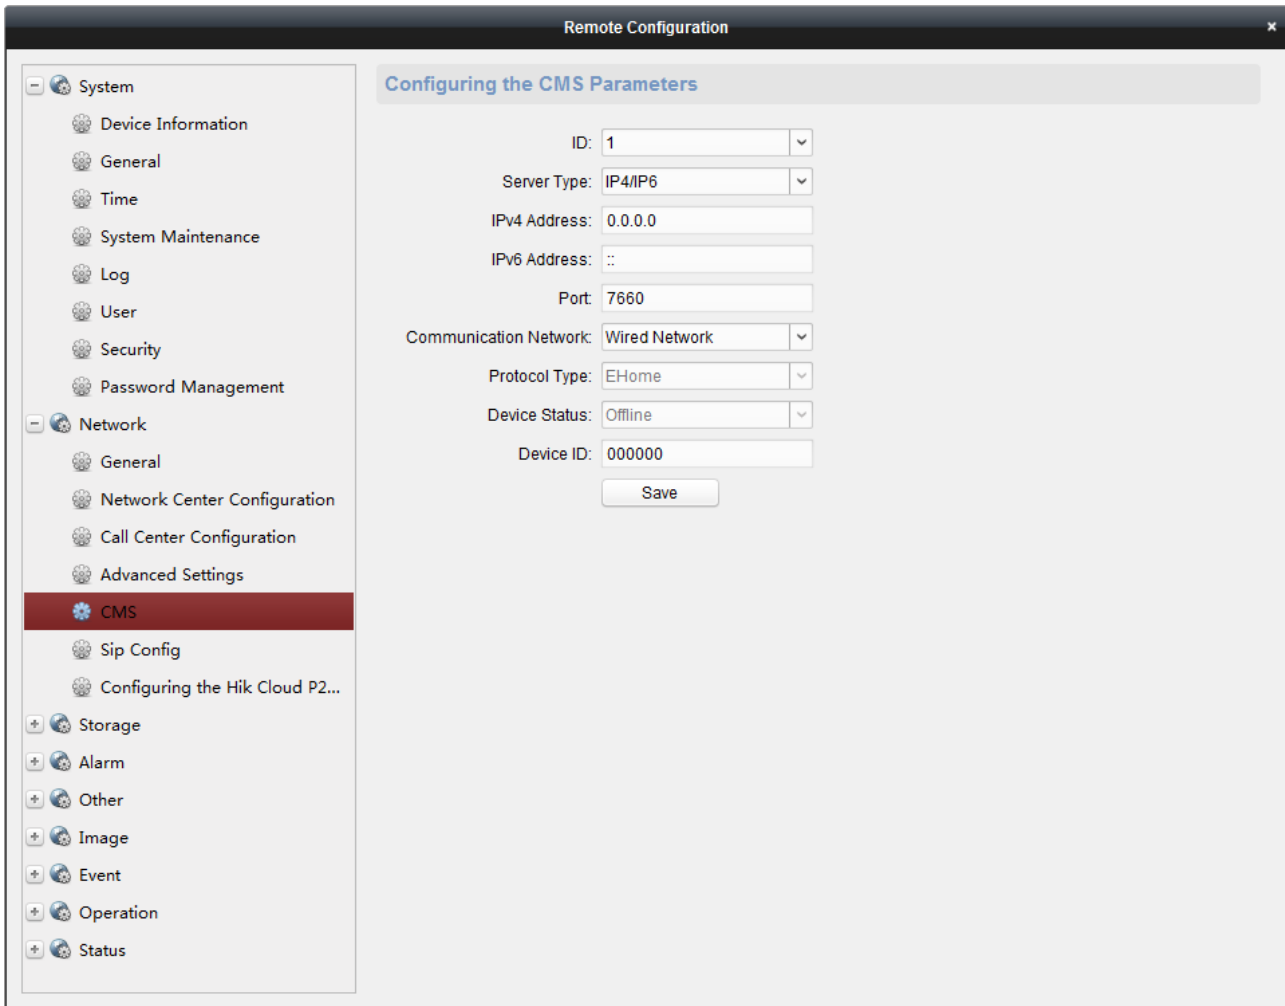 Remote Configuration
System
Device Information
General
Time
System Maintenance
Log
User
Security
Password Management
Network
General
Network Center Configuration
Call Center Configuration
Advanced Settings
CMS
Sip Config
Configuring the Hik Cloud P2...
Storage
Alarm
Other
Image
Event
Operation
Status
Configuring the CMS Parameters
ID: 1
Server Type: IP4/IP6
IPv4 Address: 0.0.0.0
IPv6 Address: ::
Port: 7660
Communication Network: Wired Network
Protocol Type: EHome
Device Status: Offline
Device ID: 000000
Save